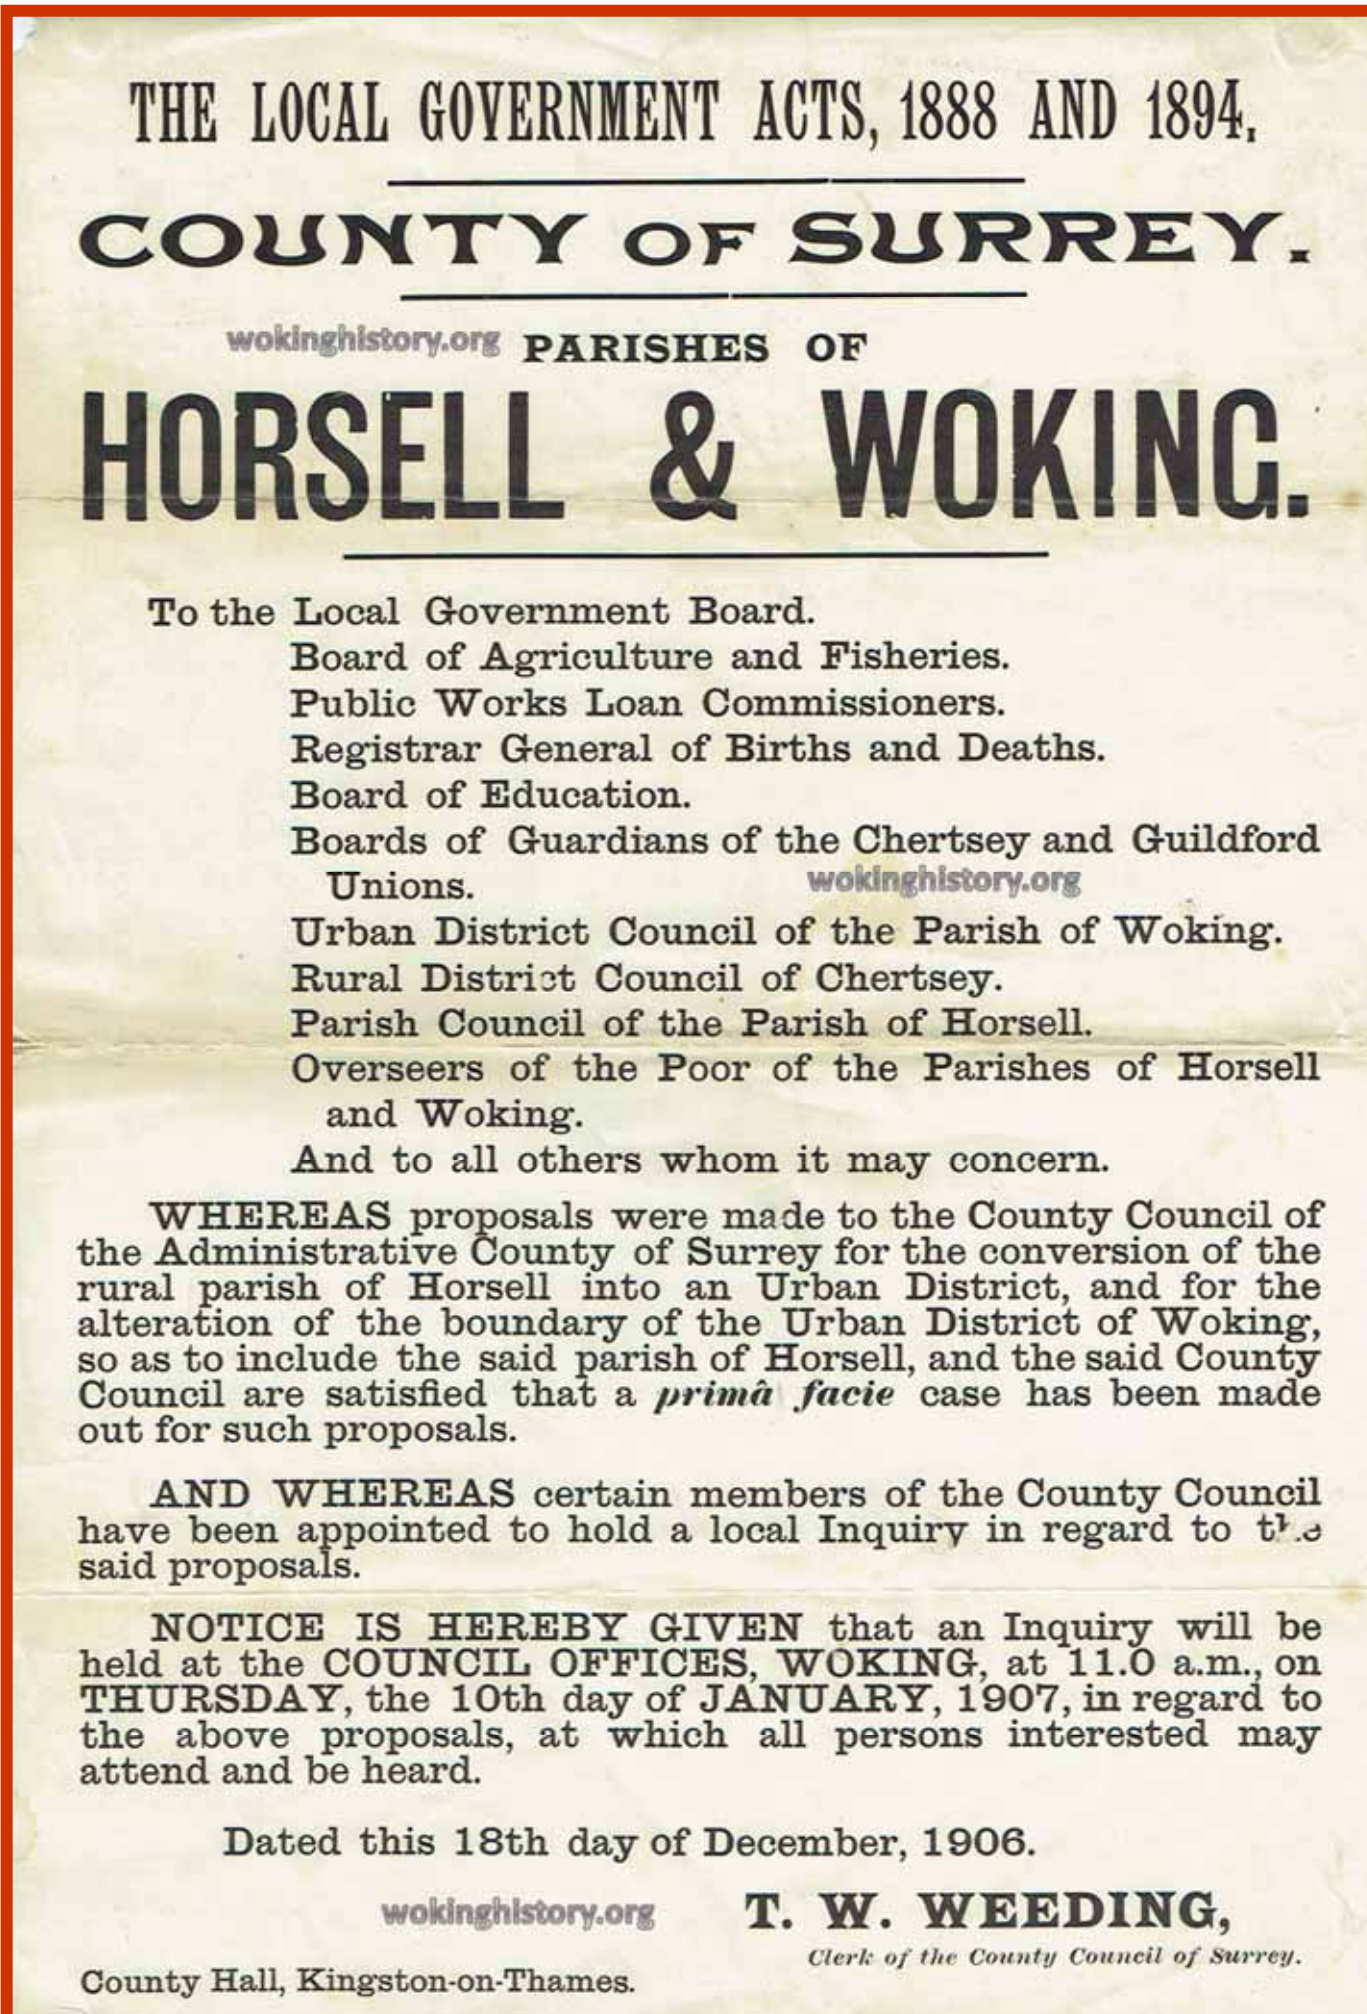 THE LOCAL GOVERNMENT ACTS, 1888 AND 1894.
COUNTY OF SURREY.
wokinghistory.org PARISHES OF
HORSELL & WOKING.
To the Local Government Board.
Board of Agriculture and Fisheries.
Public Works Loan Commissioners.
Registrar General of Births and Deaths.
Board of Education.
Boards of Guardians of the Chertsey and Guildford
Unions.
wokinghistory.org
Urban District Council of the Parish of Woking.
Rural District Council of Chertsey.
Parish Council of the Parish of Horsell.
Overseers of the Poor of the Parishes of Horsell
and Woking.
And to all others whom it may concern.
WHEREAS proposals were made to the County Council of
the Administrative County of Surrey for the conversion of the
rural parish of Horsell into an Urban District, and for the
alteration of the boundary of the Urban District of Woking,
so as to include the said parish of Horsell, and the said County
Council are satisfied that a primâ facie case has been made
out for such proposals.
AND WHEREAS certain members of the County Council
have been appointed to hold a local Inquiry in regard to the
said proposals.
NOTICE IS HEREBY GIVEN that an Inquiry will be
held at the COUNCIL OFFICES, WOKING, at 11.0 a.m., on
THURSDAY, the 10th day of JANUARY, 1907, in regard to
the above proposals, at which all persons interested may
attend and be heard.
Dated this 18th day of December, 1906.
wokinghistory.org
T. W. WEEDING,
Clerk of the County Council of Surrey.
County Hall, Kingston-on-Thames.